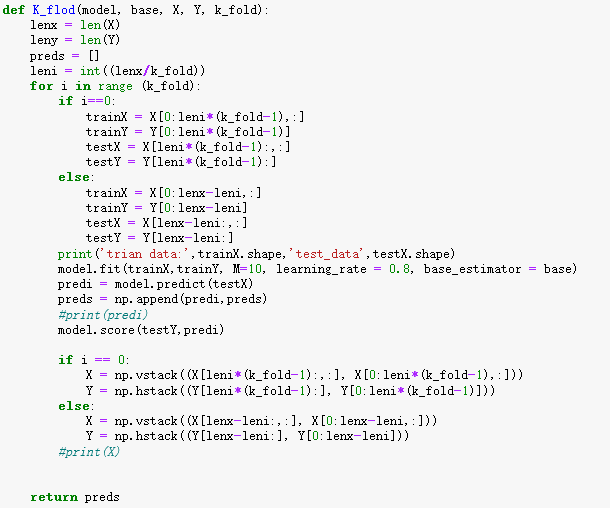 def K_flod(model, base, X, Y, k_fold):
    lenx = len(X)
    leny = len(Y)
    preds = []
    leni = int((lenx/k_fold))
    for i in range (k_fold):
        if i==0:
            trainX = X[0:leni*(k_fold-1),:]
            trainY = Y[0:leni*(k_fold-1)]
            testX = X[leni*(k_fold-1):,:]
            testY = Y[leni*(k_fold-1):]
        else:
            trainX = X[0:lenx-leni,:]
            trainY = Y[0:lenx-leni]
            testX = X[lenx-leni:,:]
            testY = Y[lenx-leni:]
        print('trian data:',trainX.shape,'test_data',testX.shape)
        model.fit(trainX,trainY, M=10, learning_rate = 0.8, base_estimator = base)
        predi = model.predict(testX)
        preds = np.append(predi,preds)
        #print(predi)
        model.score(testY,predi)

        if i == 0:
            X = np.vstack((X[leni*(k_fold-1):,:], X[0:leni*(k_fold-1),:]))
            Y = np.hstack((Y[leni*(k_fold-1):], Y[0:leni*(k_fold-1)]))
        else:
            X = np.vstack((X[lenx-leni:,:], X[0:lenx-leni,:]))
            Y = np.hstack((Y[lenx-leni:], Y[0:lenx-leni]))
        #print(X)


    return preds